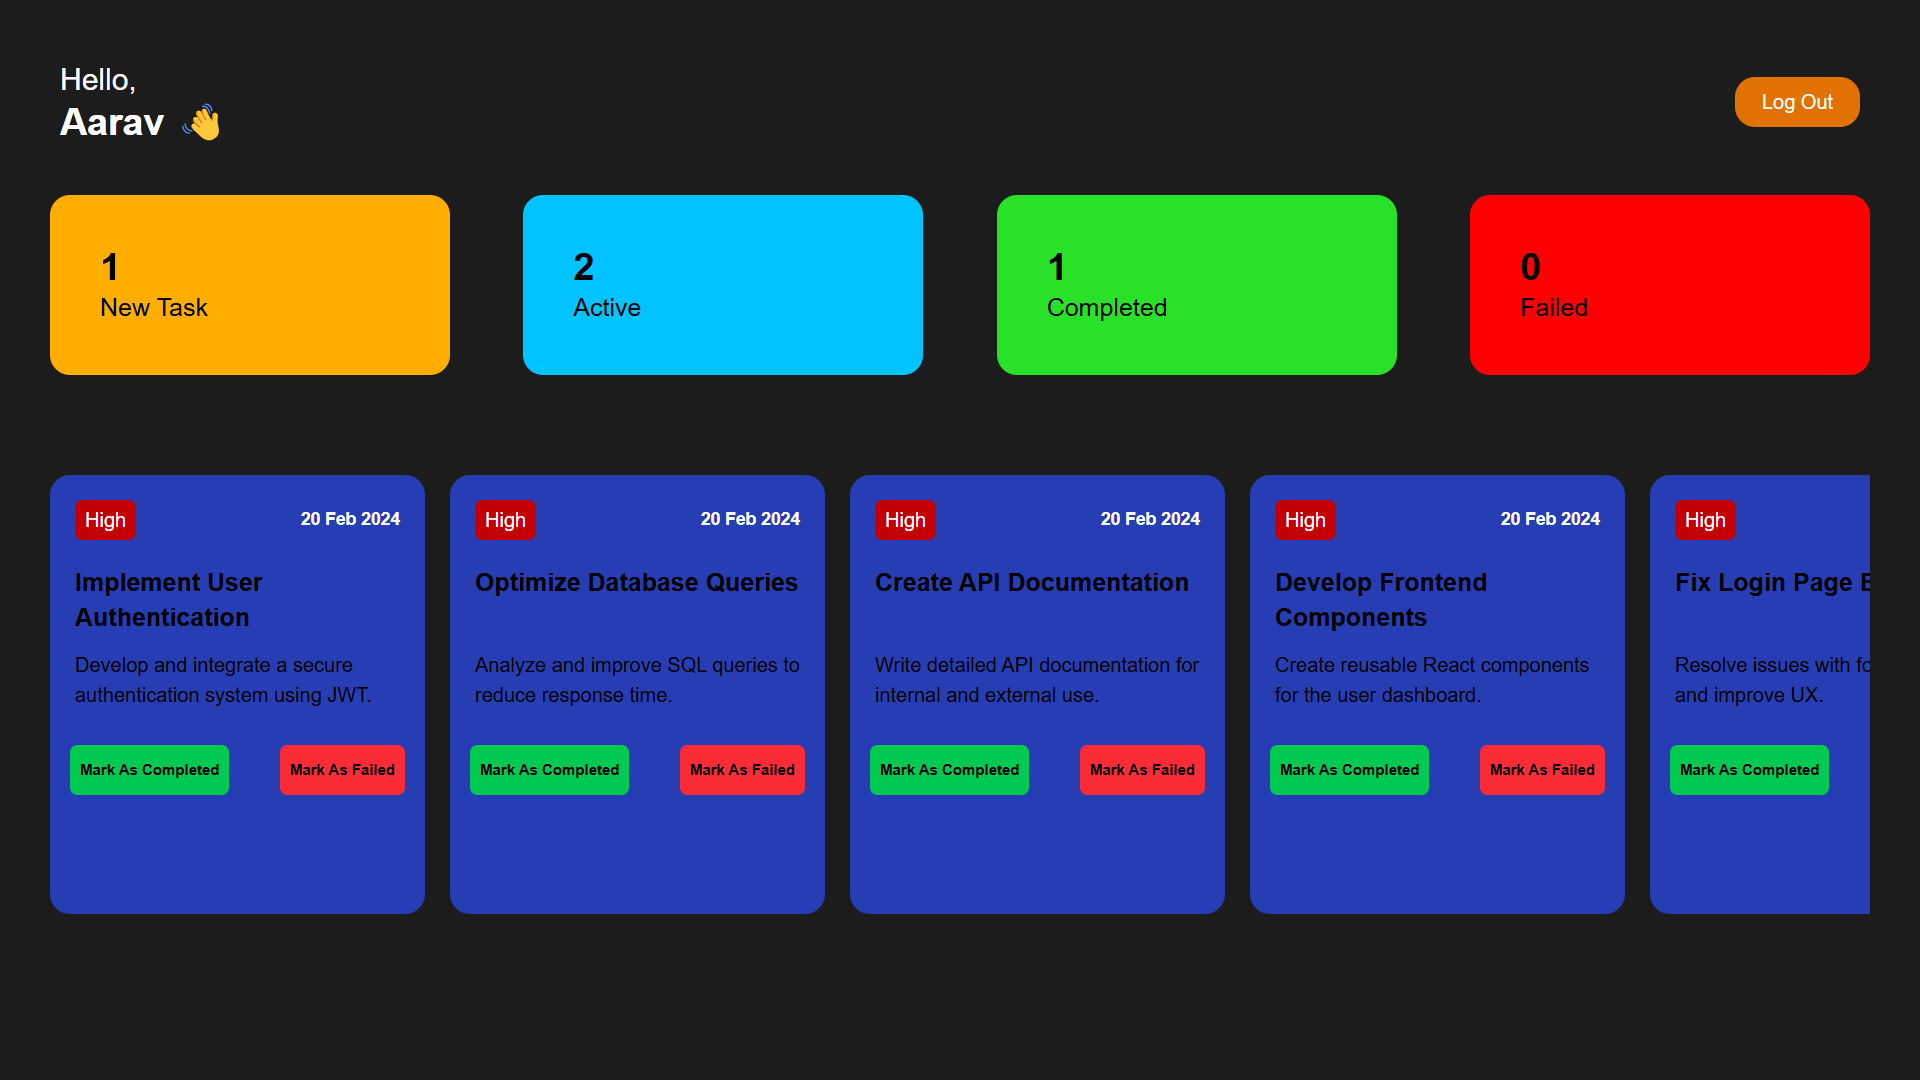 Hello,
Aarav 👋
Log Out
1
New Task
2
Active
1
Completed
0
Failed
High
20 Feb 2024
Implement User
Authentication
Develop and integrate a secure
authentication system using JWT.
Mark As Completed
Mark As Failed
High
20 Feb 2024
Optimize Database Queries
Analyze and improve SQL queries to
reduce response time.
Mark As Completed
Mark As Failed
High
20 Feb 2024
Create API Documentation
Write detailed API documentation for
internal and external use.
Mark As Completed
Mark As Failed
High
20 Feb 2024
Develop Frontend
Components
Create reusable React components
for the user dashboard.
Mark As Completed
Mark As Failed
High
Fix Login Page
Resolve issues with
and improve UX.
Mark As Completed